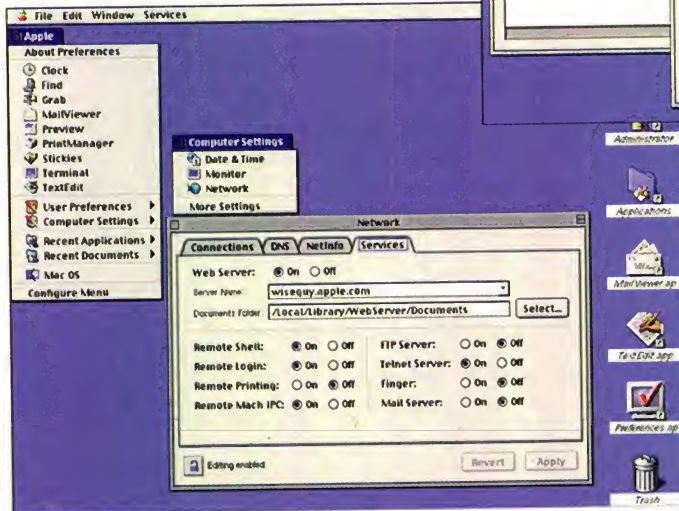 File Edit Window Services
Apple
About Preferences
Clock
Find
Grab
MailViewer
Preview
PrintManager
Stickies
Terminal
TextEdit
User Preferences
Computer Settings
Recent Applications
Recent Documents
Mac OS
Configure Menu
Computer Settings
Date & Time
Monitor
Network
More Settings
Network
Connections DNS NetInfo Services
Web Server: On Off
Server Name: wisequy.apple.com
Documents Folder: /Local/Library/WebServer/Documents Select...
Remote Shell: On Off FTP Server: On Off
Remote Login: On Off Telnet Server: On Off
Remote Printing: On Off Finger: On Off
Remote Mach IPC: On Off Mail Server: On Off
Editing enabled. Revert Apply
Administrator
Applications
MailViewer.ap
TextEdit.app
Preferences.ap
Trash